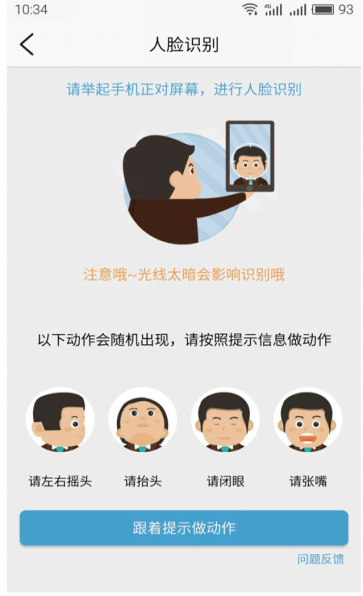 10:34
4G
93
人脸识别
请举起手机正对屏幕，进行人脸识别
注意哦~光线太暗会影响识别哦
以下动作会随机出现，请按照提示信息做动作
请左右摇头 请抬头 请闭眼 请张嘴
跟着提示做动作
问题反馈